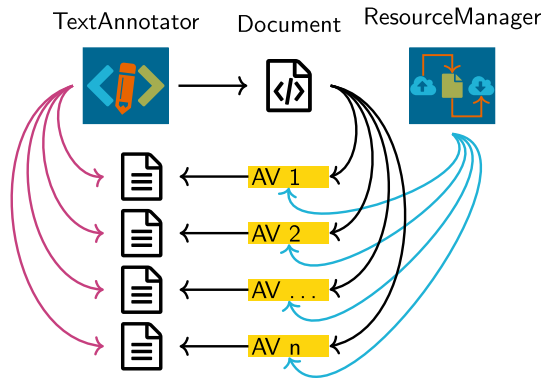 TextAnnotator
Document
ResourceManager
AV 1
AV 2
AV ...
AV n